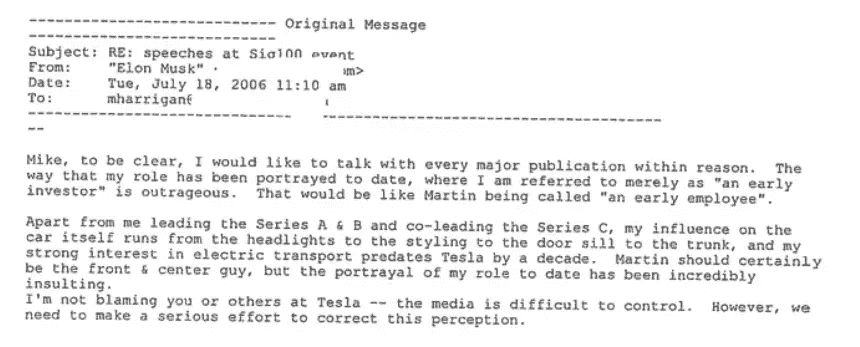 ---------------------------- Original Message
----------------------------
Subject: RE: speeches at Sig100 event
From: "Elon Musk"
Date: Tue, July 18, 2006 11:10 am
To: mharrigan
------------------------------ --------------------------------------
--
Mike, to be clear, I would like to talk with every major publication within reason. The
way that my role has been portrayed to date, where I am referred to merely as "an early
investor" is outrageous. That would be like Martin being called "an early employee".
Apart from me leading the Series A & B and co-leading the Series C, my influence on the
car itself runs from the headlights to the styling to the door sill to the trunk, and my
strong interest in electric transport predates Tesla by a decade. Martin should certainly
be the front & center guy, but the portrayal of my role to date has been incredibly
insulting.
I'm not blaming you or others at Tesla -- the media is difficult to control. However, we
need to make a serious effort to correct this perception.